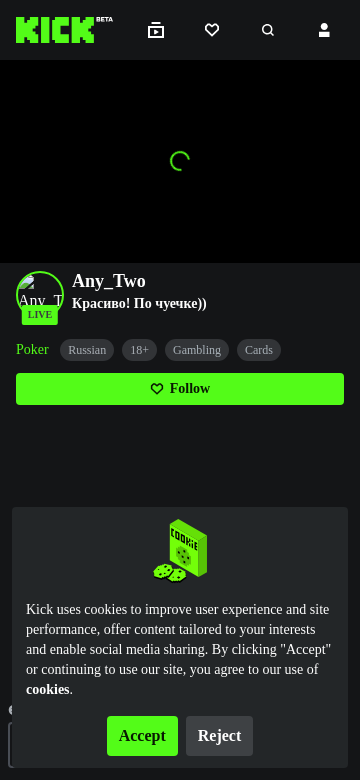 KICK BETA
Any_Two
Красиво! По чуечке))
Any_T
LIVE
Poker Russian 18+ Gambling Cards
Follow
COOKIE
Kick uses cookies to improve user experience and site
performance, offer content tailored to your interests
and enable social media sharing. By clicking "Accept"
or continuing to use our site, you agree to our use of
cookies.
Accept Reject